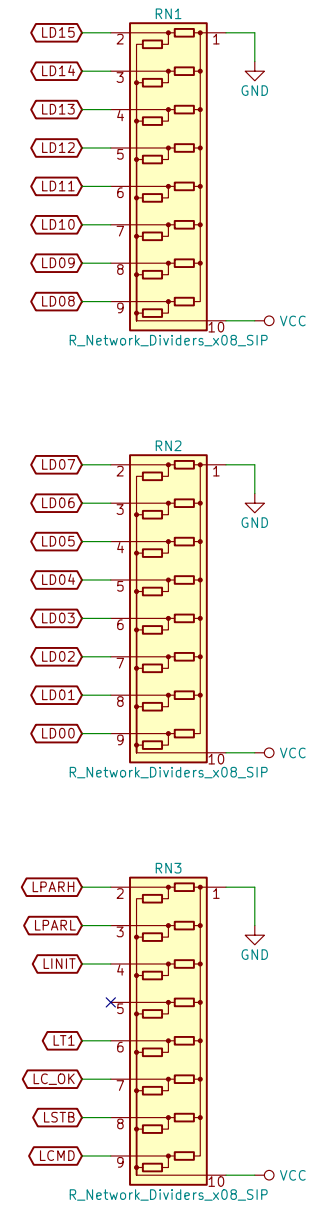 RN1
LD15 2 1
LD14 3
GND
LD13 4
LD12 5
LD11 6
LD10 7
LD09 8
LD08 9
10 VCC
R_Network_Dividers_x08_SIP
RN2
LD07 2 1
LD06 3
GND
LD05 4
LD04 5
LD03 6
LD02 7
LD01 8
LD00 9
10 VCC
R_Network_Dividers_x08_SIP
RN3
LPARH 2 1
LPARL 3
GND
LINIT 4
5
LT1 6
LC_OK 7
LSTB 8
LCMD 9
10 VCC
R_Network_Dividers_x08_SIP